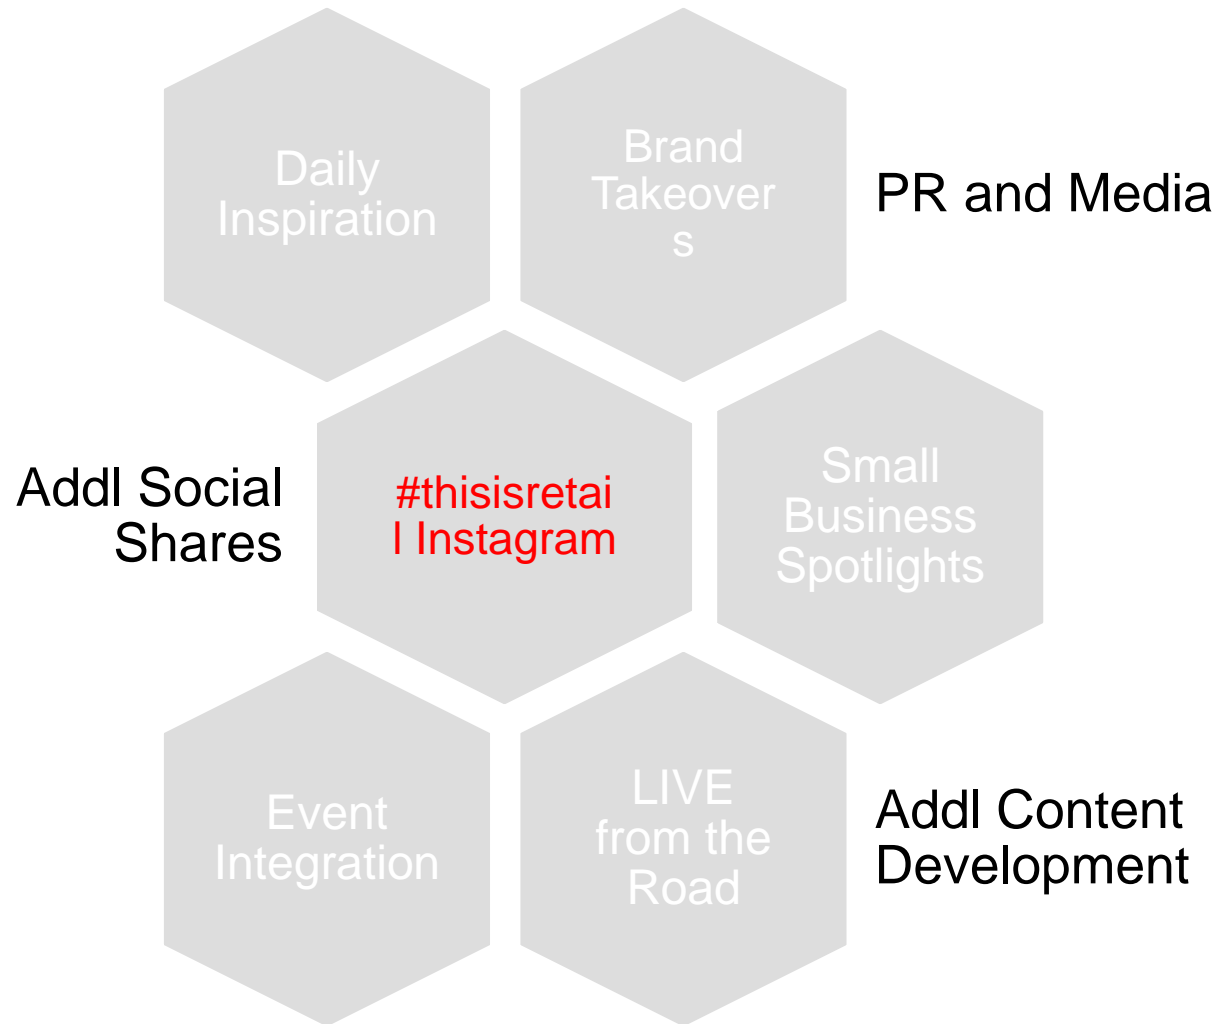 Daily
Inspiration
Brand
Takeover
s
PR and Media
Addl Social
Shares
#thisisretai
l Instagram
Small
Business
Spotlights
Event
Integration
LIVE
from the
Road
Addl Content
Development